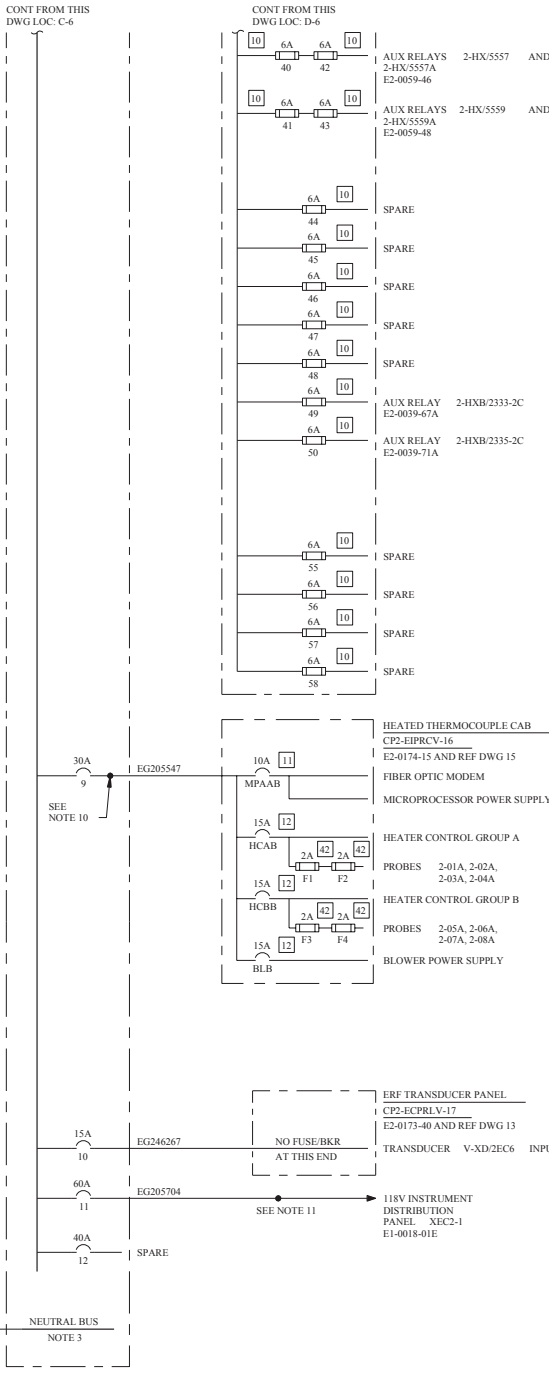 CONT FROM THIS
DWG LOC: C-6
CONT FROM THIS
DWG LOC: D-6
10 6A 6A 10
40 42
AUX RELAYS 2-HX/5557 AND
2-HX/5557A
E2-0059-46
10 6A 6A 10
41 43
AUX RELAYS 2-HX/5559 AND
2-HX/5559A
E2-0059-48
6A 10
44
SPARE
6A 10
45
SPARE
6A 10
46
SPARE
6A 10
47
SPARE
6A 10
48
SPARE
6A 10
49
AUX RELAY 2-HXB/2333-2C
E2-0039-67A
6A 10
50
AUX RELAY 2-HXB/2335-2C
E2-0039-71A
6A 10
55
SPARE
6A 10
56
SPARE
6A 10
57
SPARE
6A 10
58
SPARE
HEATED THERMOCOUPLE CAB
CP2-EIPRCV-16
E2-0174-15 AND REF DWG 15
30A
9
EG205547
SEE
NOTE 10
10A 11
MPAAB
FIBER OPTIC MODEM
MICROPROCESSOR POWER SUPPLY
15A 12
HCAB
HEATER CONTROL GROUP A
2A 42 2A 42
F1 F2
PROBES 2-01A, 2-02A,
2-03A, 2-04A
15A 12
HCBB
HEATER CONTROL GROUP B
2A 42 2A 42
F3 F4
PROBES 2-05A, 2-06A,
2-07A, 2-08A
15A 12
BLB
BLOWER POWER SUPPLY
ERF TRANSDUCER PANEL
CP2-ECPRLV-17
E2-0173-40 AND REF DWG 13
15A
10
EG246267
NO FUSE/BKR
AT THIS END
TRANSDUCER V-XD/2EC6 INPU
60A
11
EG205704
SEE NOTE 11
118V INSTRUMENT
DISTRIBUTION
PANEL XEC2-1
E1-0018-01E
40A
12
SPARE
NEUTRAL BUS
NOTE 3